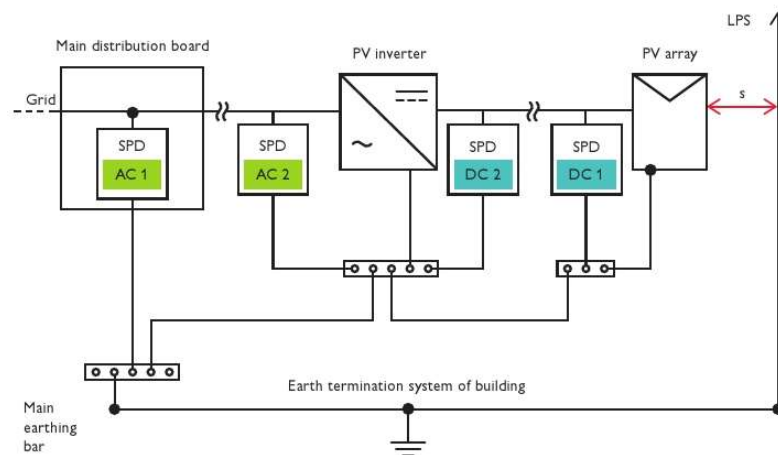 LPS
Main distribution board
PV inverter
PV array
Grid
s
SPD
AC 1
SPD
AC 2
SPD
DC 2
SPD
DC 1
Earth termination system of building
Main
earthing
bar